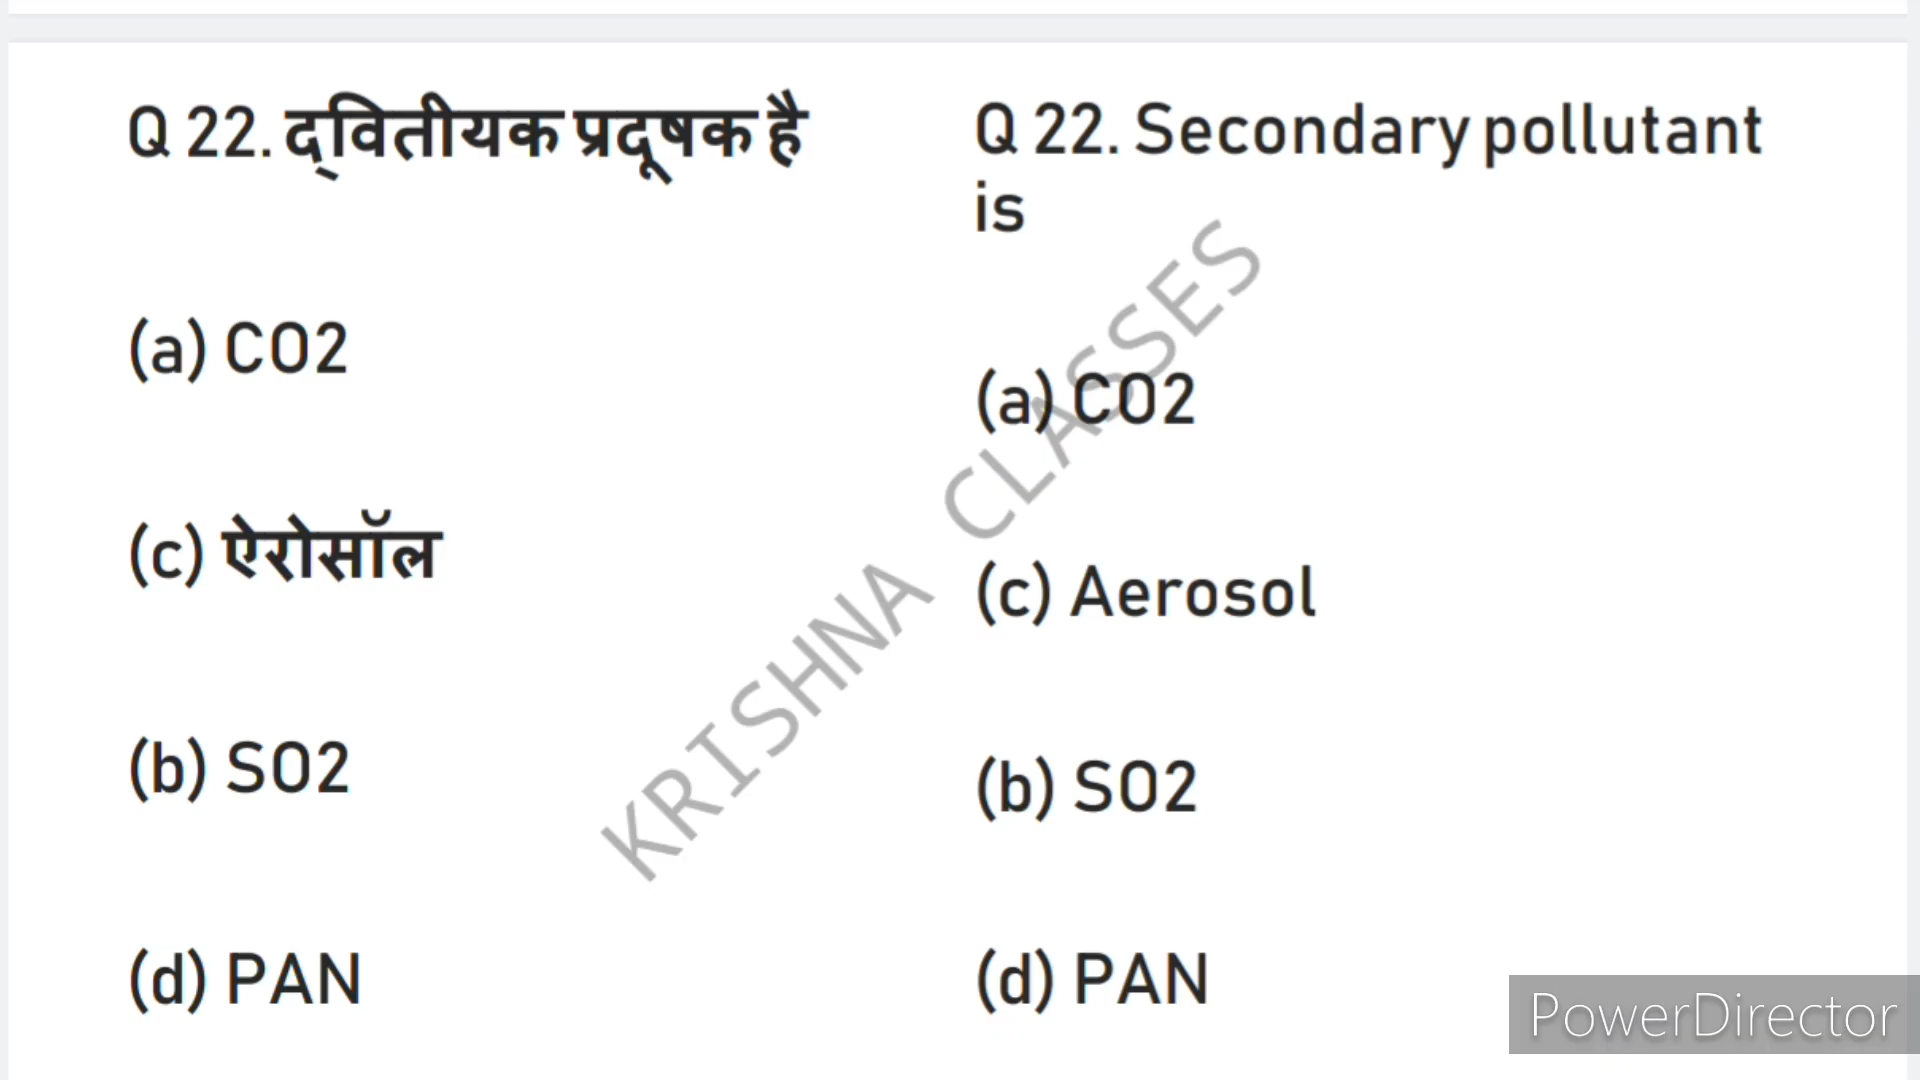 Q 22. द्वितीयक प्रदूषक है
(a) CO2
(c) ऐरोसॉल
(b) SO2
(d) PAN
Q 22. Secondary pollutant
is
(a) CO2
(c) Aerosol
(b) SO2
(d) PAN
KRISHNA CLASSES
PowerDirector